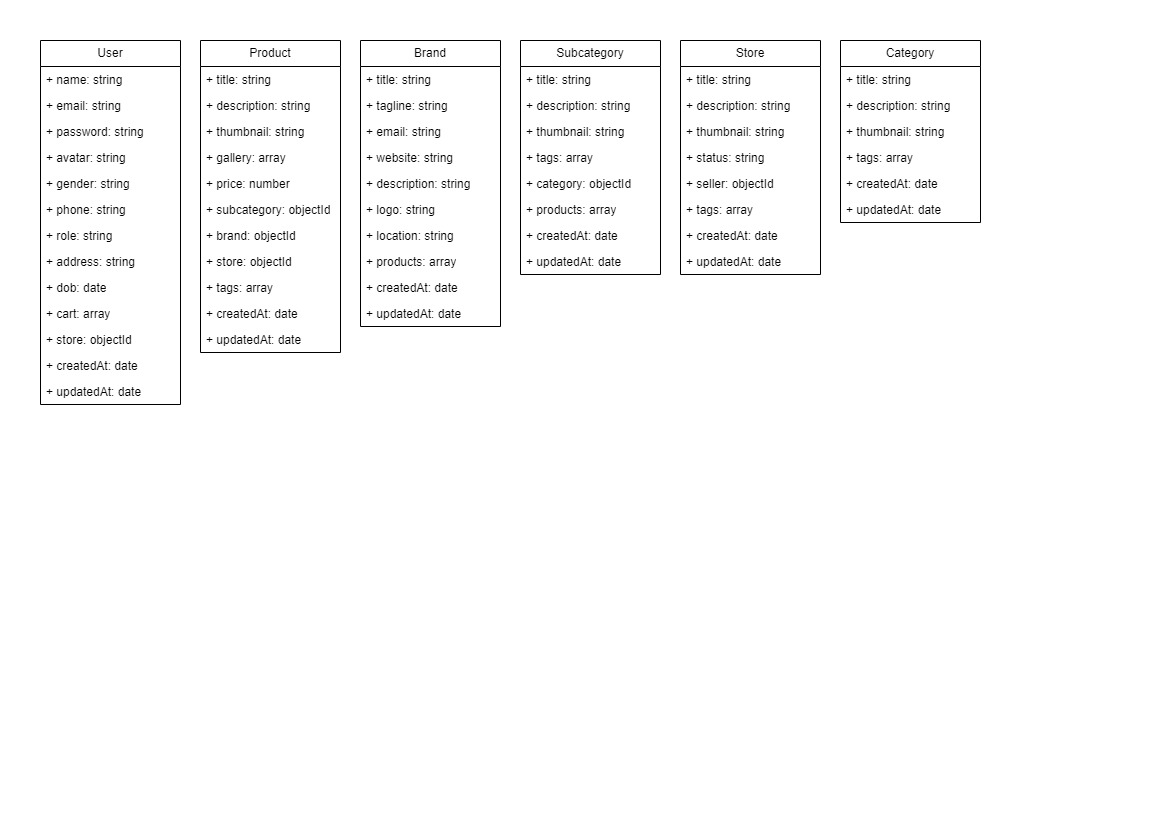 User
+ name: string
+ email: string
+ password: string
+ avatar: string
+ gender: string
+ phone: string
+ role: string
+ address: string
+ dob: date
+ cart: array
+ store: objectId
+ createdAt: date
+ updatedAt: date
Product
+ title: string
+ description: string
+ thumbnail: string
+ gallery: array
+ price: number
+ subcategory: objectId
+ brand: objectId
+ store: objectId
+ tags: array
+ createdAt: date
+ updatedAt: date
Brand
+ title: string
+ tagline: string
+ email: string
+ website: string
+ description: string
+ logo: string
+ location: string
+ products: array
+ createdAt: date
+ updatedAt: date
Subcategory
+ title: string
+ description: string
+ thumbnail: string
+ tags: array
+ category: objectId
+ products: array
+ createdAt: date
+ updatedAt: date
Store
+ title: string
+ description: string
+ thumbnail: string
+ status: string
+ seller: objectId
+ tags: array
+ createdAt: date
+ updatedAt: date
Category
+ title: string
+ description: string
+ thumbnail: string
+ tags: array
+ createdAt: date
+ updatedAt: date